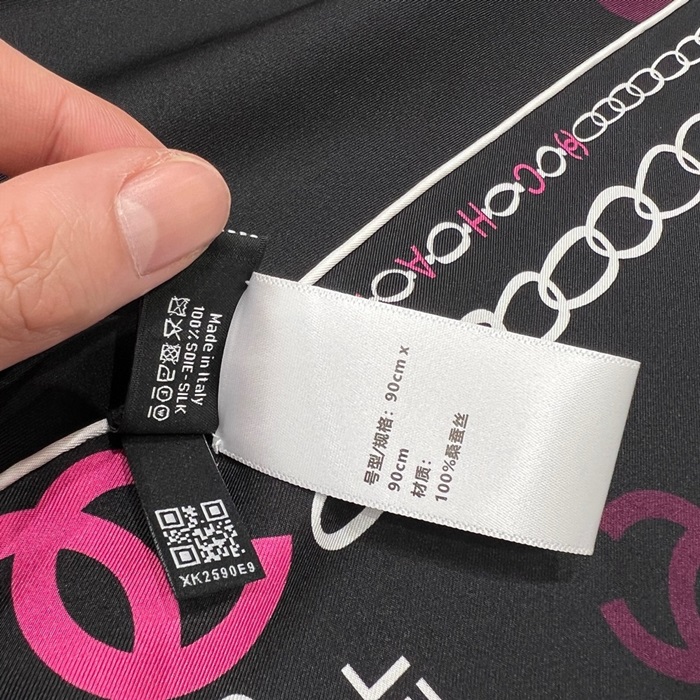 Made in Italy
100% SOIE - SILK
XK2590E9
号型/规格: 90cm x
90cm
材质:
100%桑蚕丝
C H A